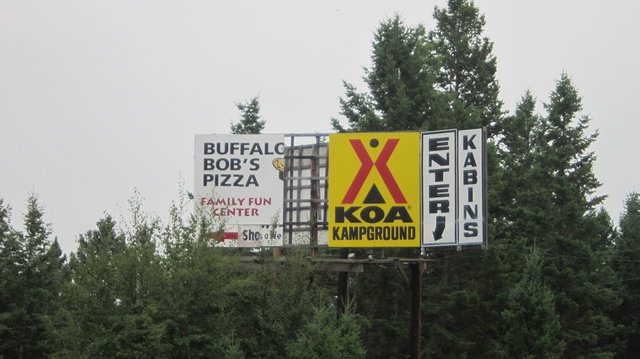 BUFFALO
BOB'S
PIZZA
FAMILY FUN
CENTER
KOA
KAMPGROUND
ENTER
KABINS